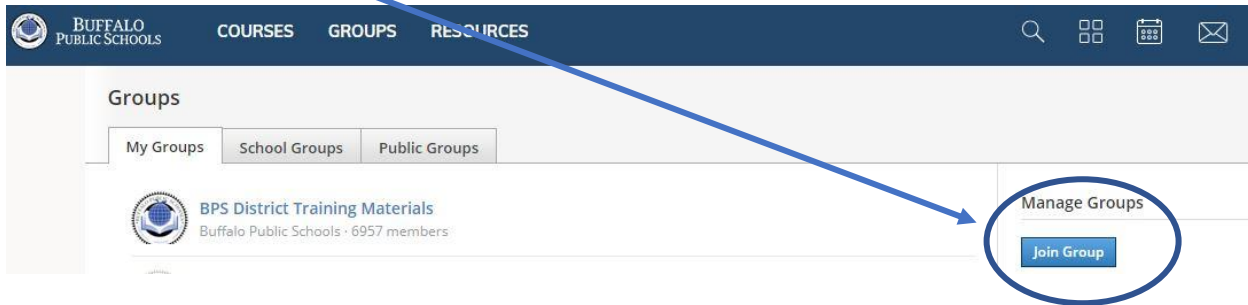 BUFFALO
PUBLIC SCHOOLS
COURSES GROUPS RESOURCES
Groups
My Groups School Groups Public Groups
BPS District Training Materials
Buffalo Public Schools · 6957 members
Manage Groups
Join Group